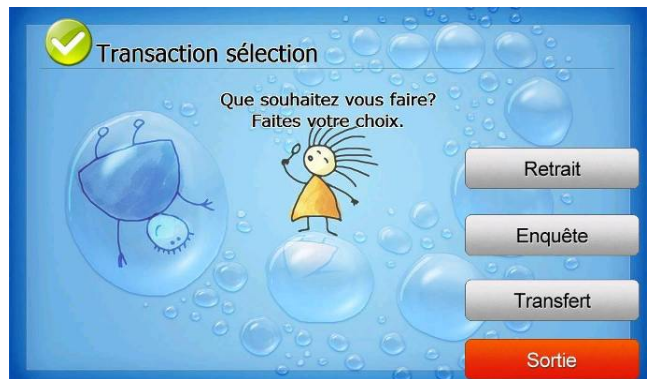 Transaction sélection
Que souhaitez vous faire?
Faites votre choix.
Retrait
Enquête
Transfert
Sortie